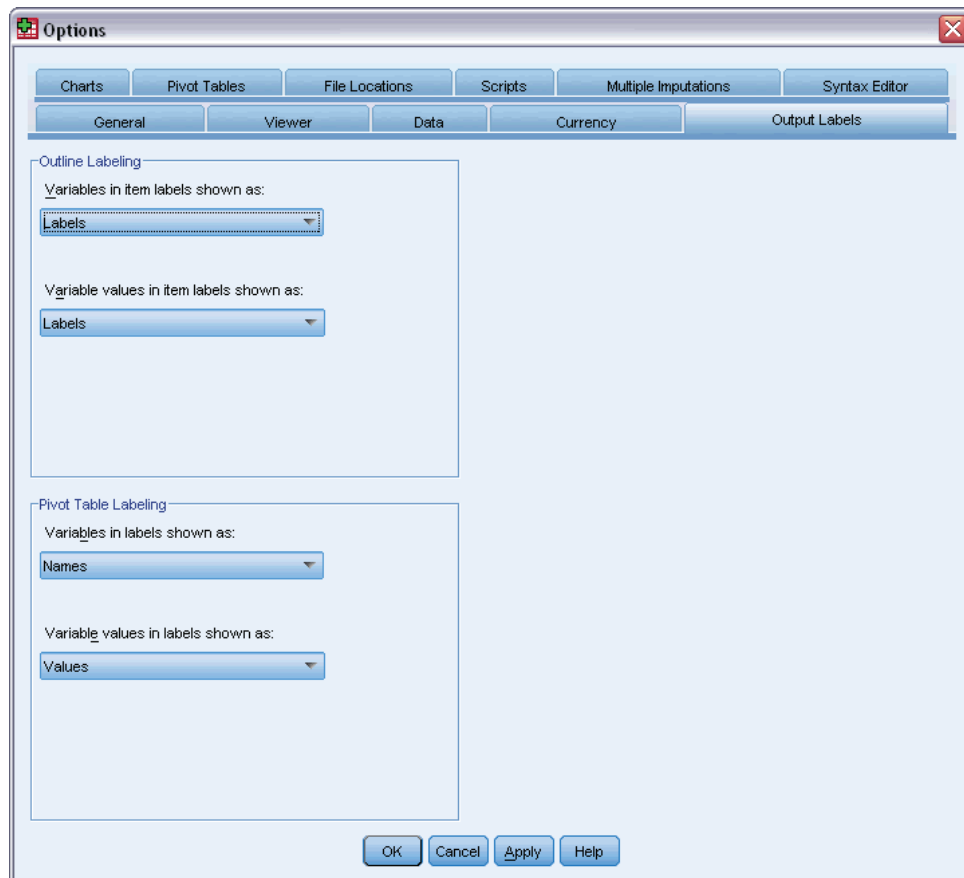 Options
Charts Pivot Tables File Locations Scripts Multiple Imputations Syntax Editor
General Viewer Data Currency Output Labels
Outline Labeling
Variables in item labels shown as:
Labels
Variable values in item labels shown as:
Labels
Pivot Table Labeling
Variables in labels shown as:
Names
Variable values in labels shown as:
Values
OK Cancel Apply Help